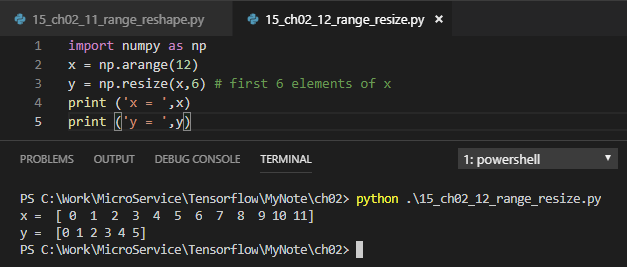 15_ch02_11_range_reshape.py 15_ch02_12_range_resize.py ×
1 import numpy as np
2 x = np.arange(12)
3 y = np.resize(x,6) # first 6 elements of x
4 print ('x = ',x)
5 print ('y = ',y)
PROBLEMS OUTPUT DEBUG CONSOLE TERMINAL 1: powershell
PS C:\Work\MicroService\Tensorflow\MyNote\ch02> python .\15_ch02_12_range_resize.py
x =  [ 0  1  2  3  4  5  6  7  8  9 10 11]
y =  [0 1 2 3 4 5]
PS C:\Work\MicroService\Tensorflow\MyNote\ch02>